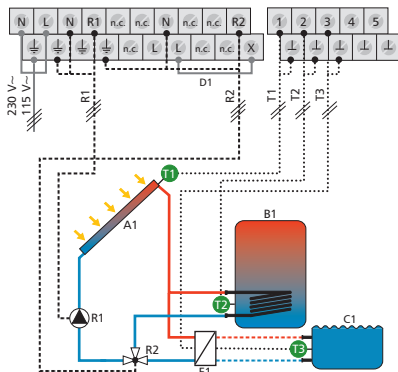 N L n.c. R1 n.c. n.c. N n.c. n.c. R2 1 2 3 4 5
n.c. L L n.c. X
D1
230 V~
115 V~
R1
R2
T1
T2
T3
T1
A1
B1
T2
C1
R1
R2
T3
E1